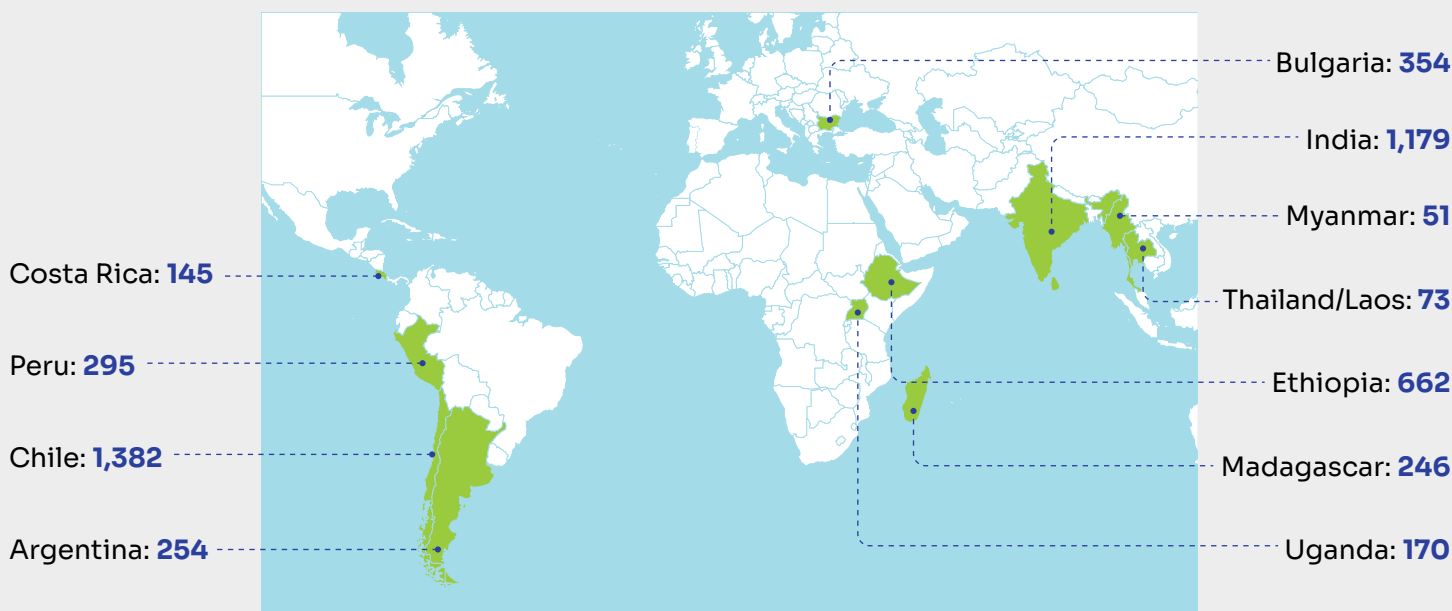 Costa Rica: 145
Peru: 295
Chile: 1,382
Argentina: 254
Bulgaria: 354
India: 1,179
Myanmar: 51
Thailand/Laos: 73
Ethiopia: 662
Madagascar: 246
Uganda: 170